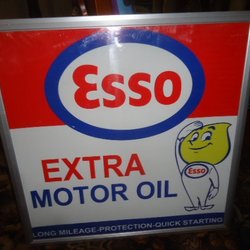 Esso
EXTRA
MOTOR OIL
Esso
LONG MILEAGE-PROTECTION-QUICK STARTING